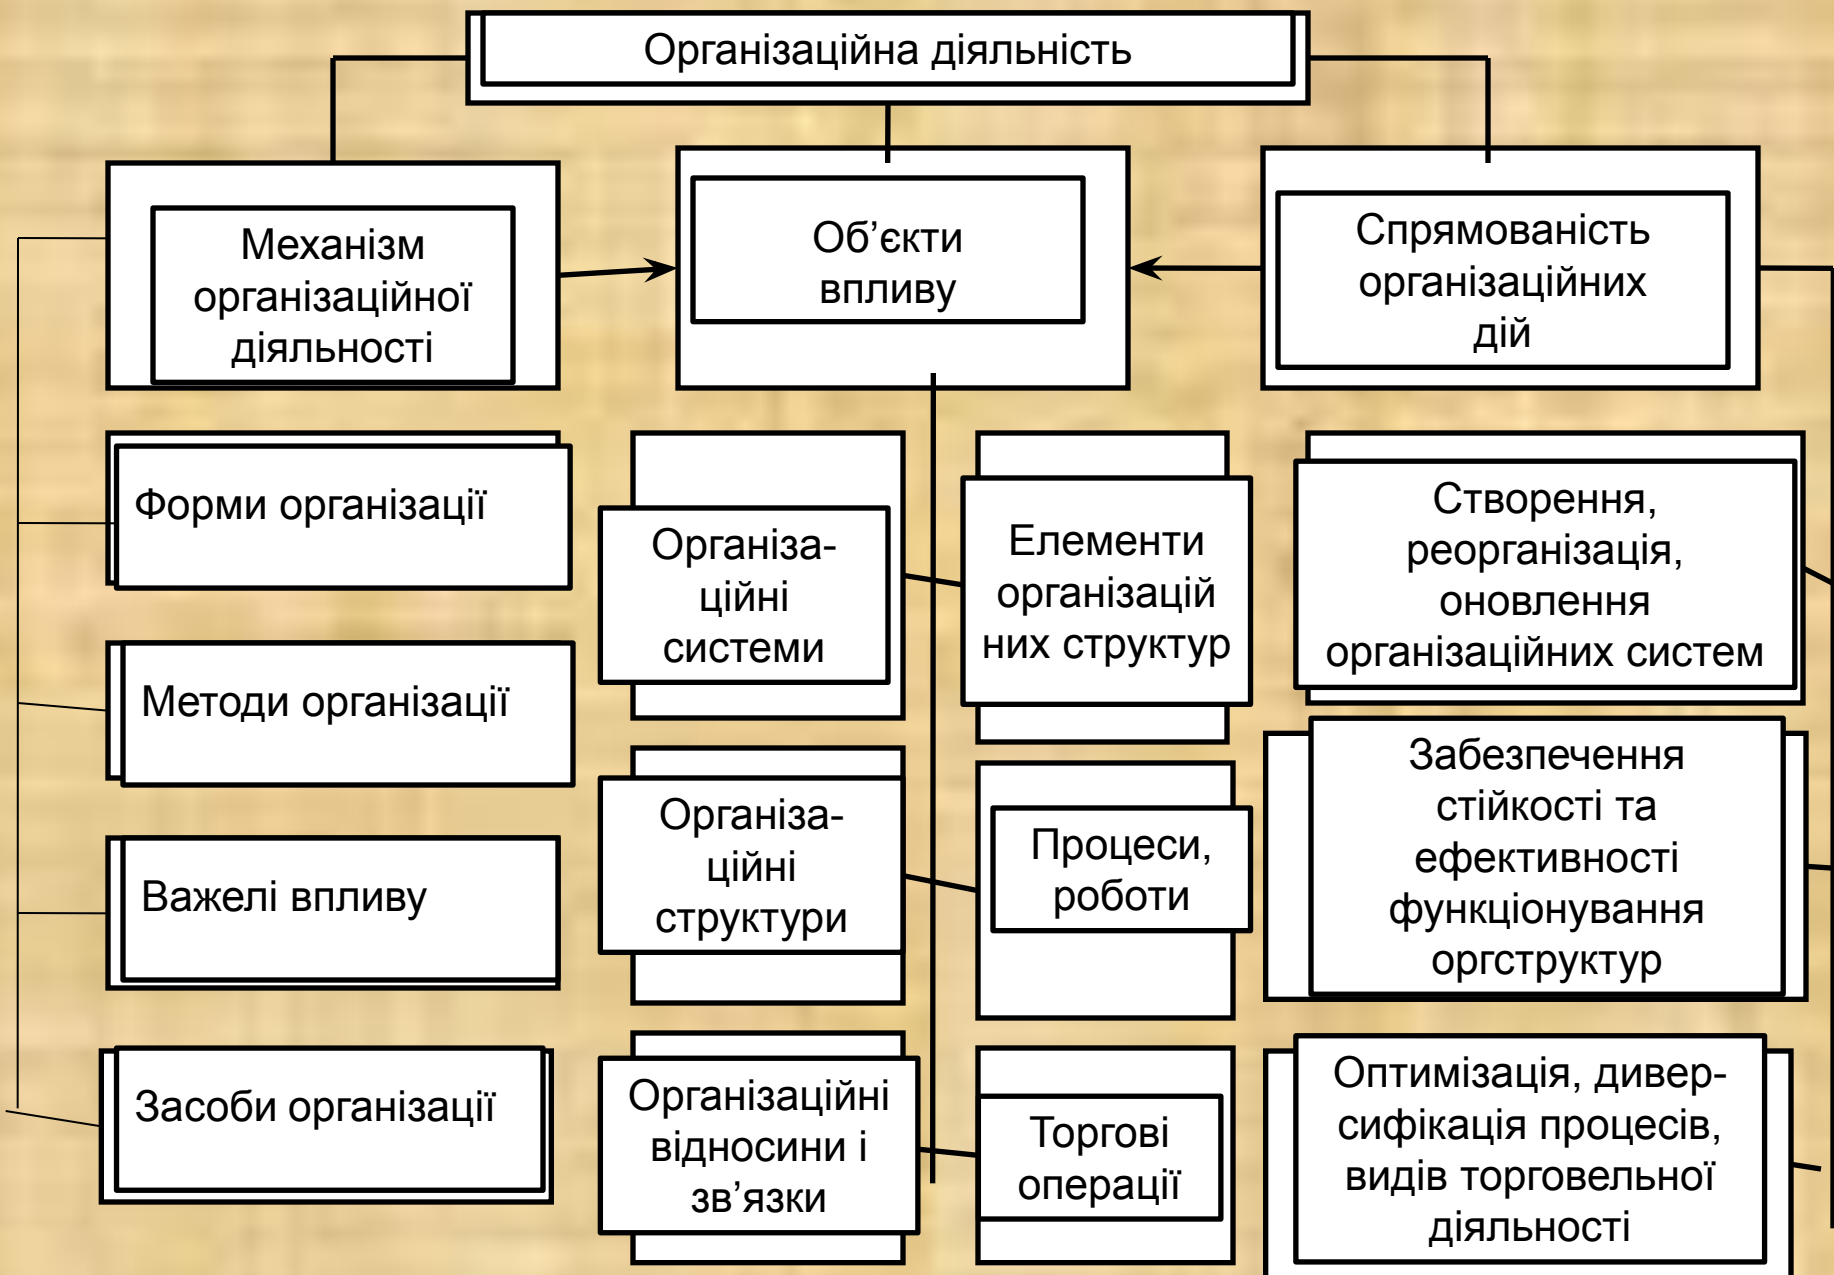 Організаційна діяльність
Механізм
організаційної
діяльності
Об’єкти
впливу
Спрямованість
організаційних
дій
Форми організації
Методи організації
Важелі впливу
Засоби організації
Організа-
ційні
системи
Організа-
ційні
структури
Організаційні
відносини і
зв’язки
Елементи
організацій
них структур
Процеси,
роботи
Торгові
операції
Створення,
реорганізація,
оновлення
організаційних систем
Забезпечення
стійкості та
ефективності
функціонування
оргструктур
Оптимізація, дивер-
сифікація процесів,
видів торговельної
діяльності